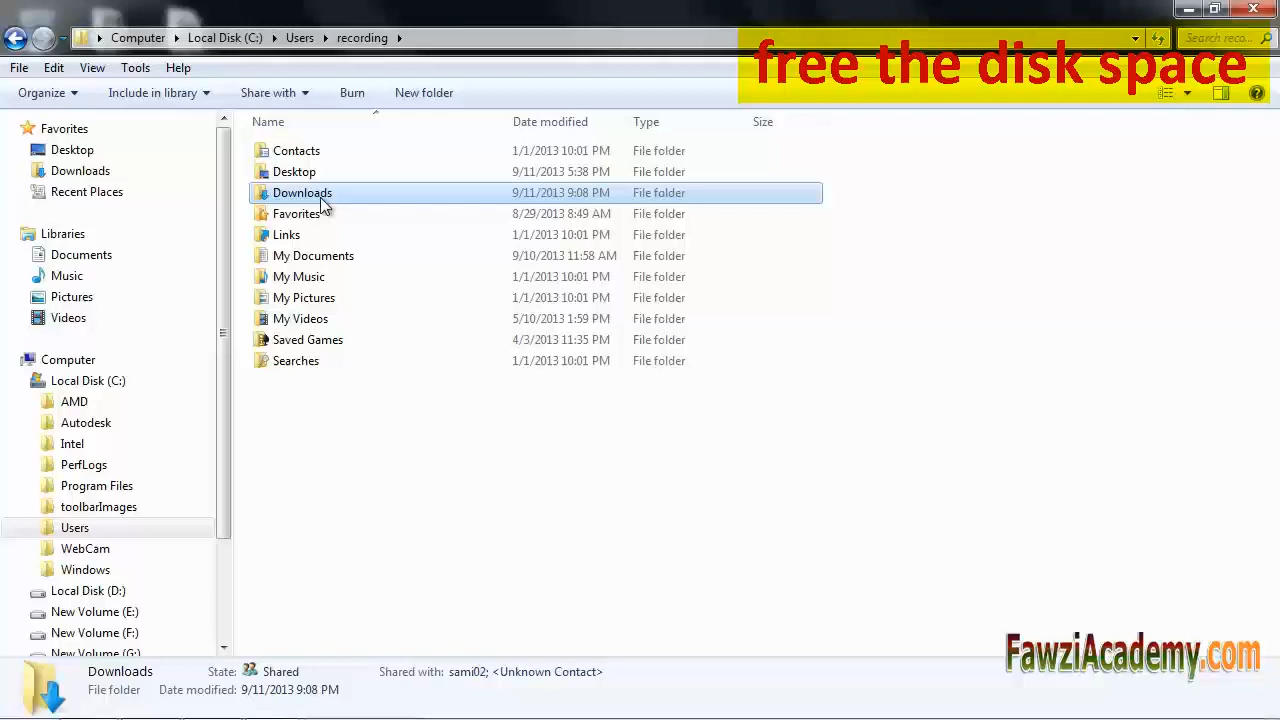 Computer Local Disk (C:) Users recording
Search reco...
free the disk space
File Edit View Tools Help
Organize Include in library Share with Burn New folder
Name Date modified Type Size
Favorites
Desktop
Downloads
Recent Places
Libraries
Documents
Music
Pictures
Videos
Computer
Local Disk (C:)
AMD
Autodesk
Intel
PerfLogs
Program Files
toolbarImages
Users
WebCam
Windows
Local Disk (D:)
New Volume (E:)
New Volume (F:)
New Volume (G:)
Contacts 1/1/2013 10:01 PM File folder
Desktop 9/11/2013 5:38 PM File folder
Downloads 9/11/2013 9:08 PM File folder
Favorites 8/29/2013 8:49 AM File folder
Links 1/1/2013 10:01 PM File folder
My Documents 9/10/2013 11:58 AM File folder
My Music 1/1/2013 10:01 PM File folder
My Pictures 1/1/2013 10:01 PM File folder
My Videos 5/10/2013 1:59 PM File folder
Saved Games 4/3/2013 11:35 PM File folder
Searches 1/1/2013 10:01 PM File folder
FawziAcademy.com
Downloads State: Shared Shared with: sami02; <Unknown Contact>
File folder Date modified: 9/11/2013 9:08 PM